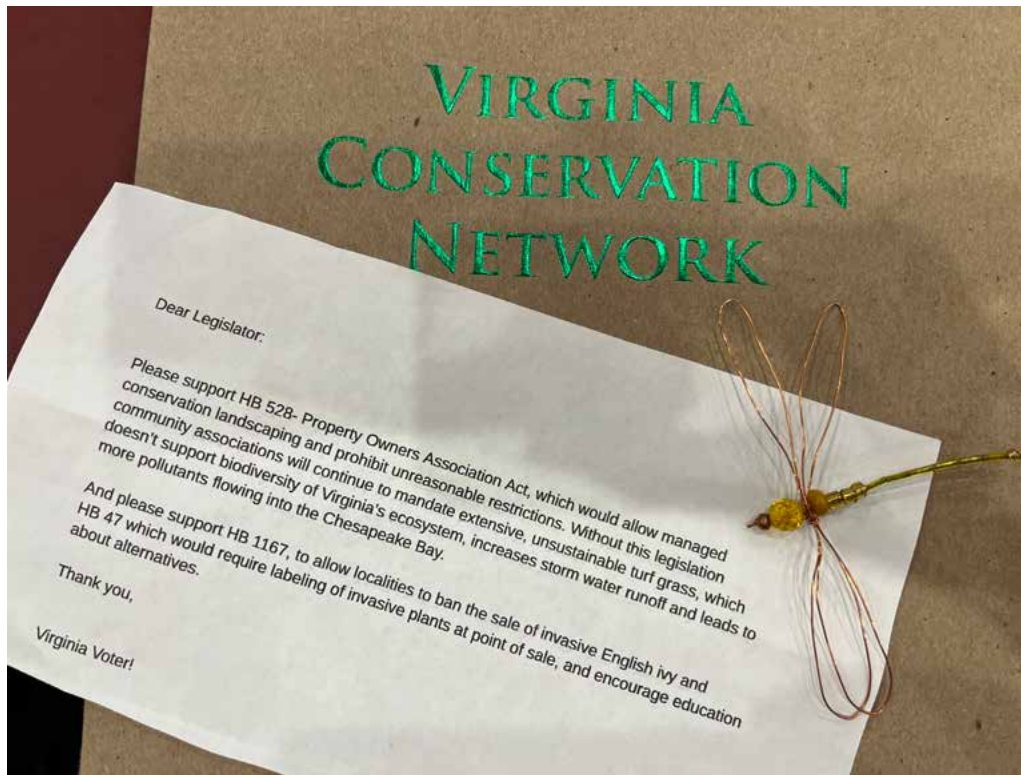 VIRGINIA
CONSERVATION
NETWORK
Dear Legislator:
Please support HB 528- Property Owners Association Act, which would allow managed
conservation landscaping and prohibit unreasonable restrictions. Without this legislation
community associations will continue to mandate extensive, unsustainable turf grass, which
doesn't support biodiversity of Virginia's ecosystem, increases storm water runoff and leads to
more pollutants flowing into the Chesapeake Bay.
And please support HB 1167, to allow localities to ban the sale of invasive English ivy and
HB 47 which would require labeling of invasive plants at point of sale, and encourage education
about alternatives.
Thank you,
Virginia Voter!